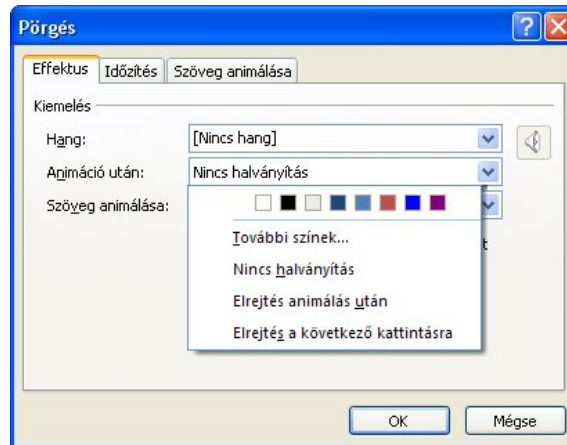 Pörgés
Effektus Időzítés Szöveg animálása
Kiemelés
Hang: [Nincs hang]
Animáció után: Nincs halványítás
Szöveg animálása:
További színek...
Nincs halványítás
Elrejtés animálás után
Elrejtés a következő kattintásra
OK Mégse